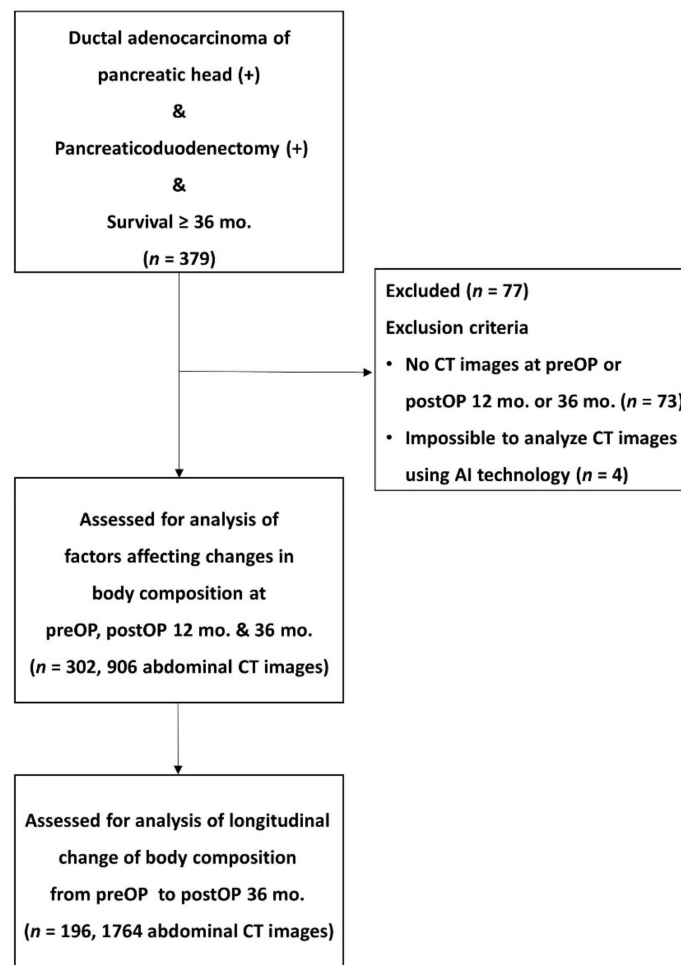 Ductal adenocarcinoma of
pancreatic head (+)
&
Pancreaticoduodenectomy (+)
&
Survival ≥ 36 mo.
(n = 379)
Excluded (n = 77)
Exclusion criteria
• No CT images at preOP or
postOP 12 mo. or 36 mo. (n = 73)
• Impossible to analyze CT images
using AI technology (n = 4)
Assessed for analysis of
factors affecting changes in
body composition at
preOP, postOP 12 mo. & 36 mo.
(n = 302, 906 abdominal CT images)
Assessed for analysis of longitudinal
change of body composition
from preOP to postOP 36 mo.
(n = 196, 1764 abdominal CT images)